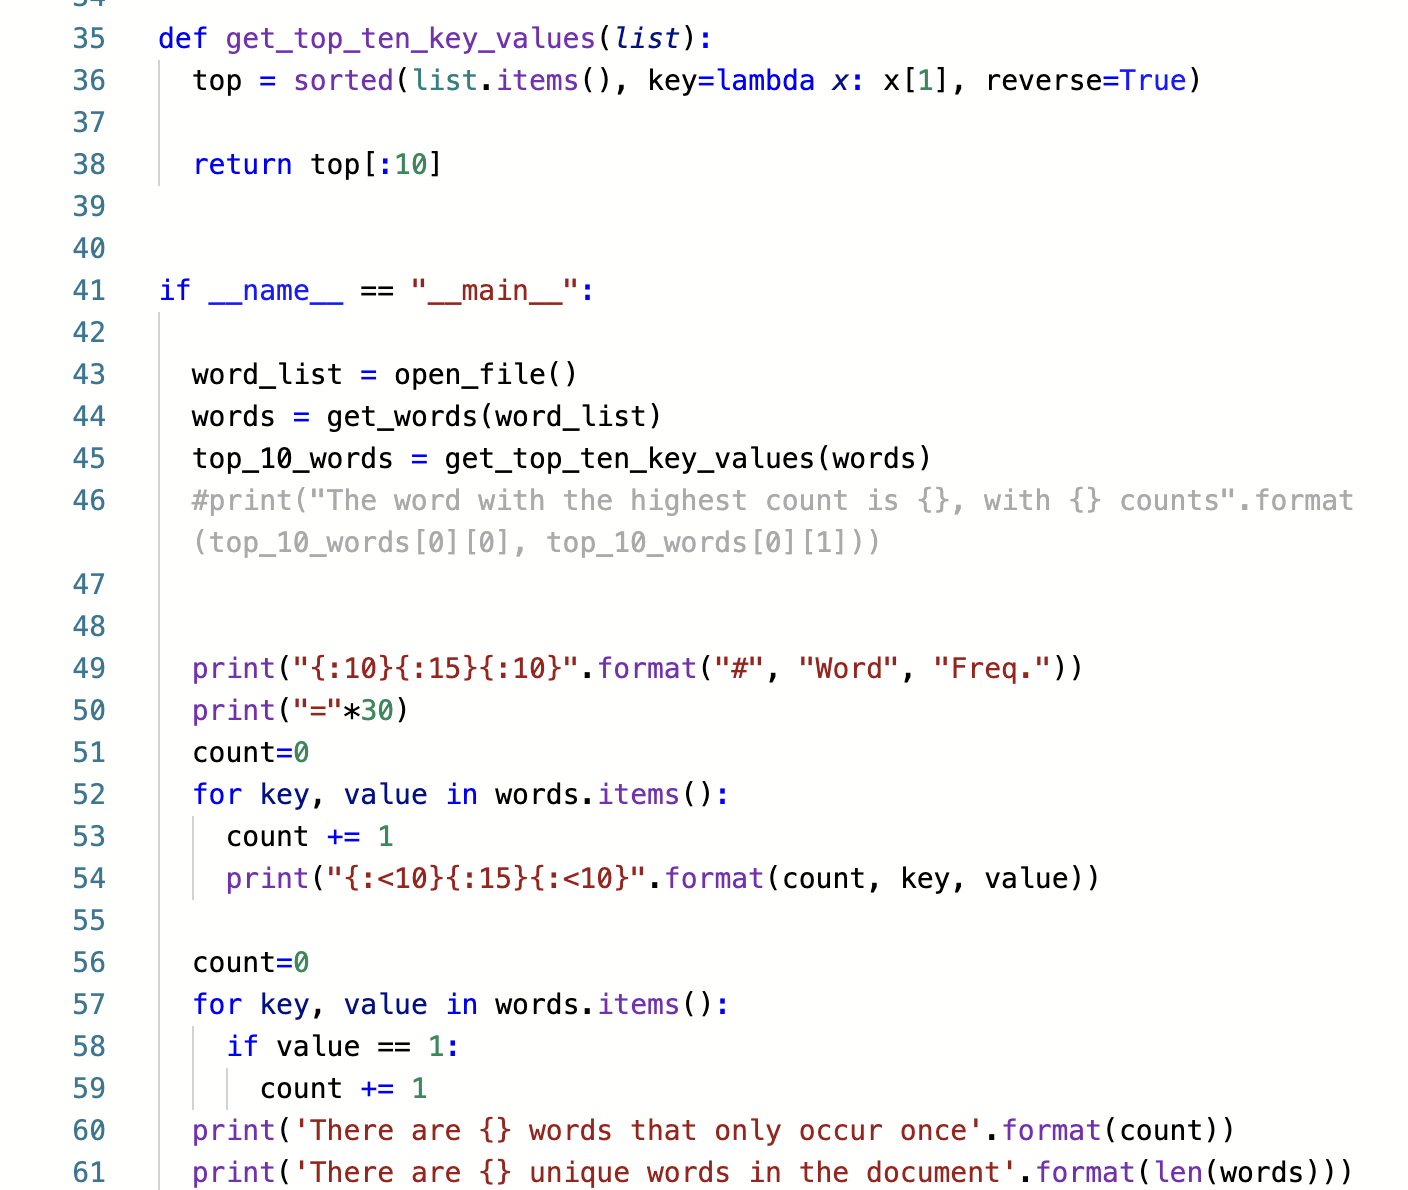 35 def get_top_ten_key_values(list):
36 top = sorted(list.items(), key=lambda x: x[1], reverse=True)
37
38 return top[:10]
39
40
41 if __name__ == "__main__":
42
43 word_list = open_file()
44 words = get_words(word_list)
45 top_10_words = get_top_ten_key_values(words)
46 #print("The word with the highest count is {}, with {} counts".format
(top_10_words[0][0], top_10_words[0][1]))
47
48
49 print("{:10}{:15}{:10}".format("#", "Word", "Freq."))
50 print("="*30)
51 count=0
52 for key, value in words.items():
53 count += 1
54 print("{:<10}{:15}{:<10}".format(count, key, value))
55
56 count=0
57 for key, value in words.items():
58 if value == 1:
59 count += 1
60 print('There are {} words that only occur once'.format(count))
61 print('There are {} unique words in the document'.format(len(words)))